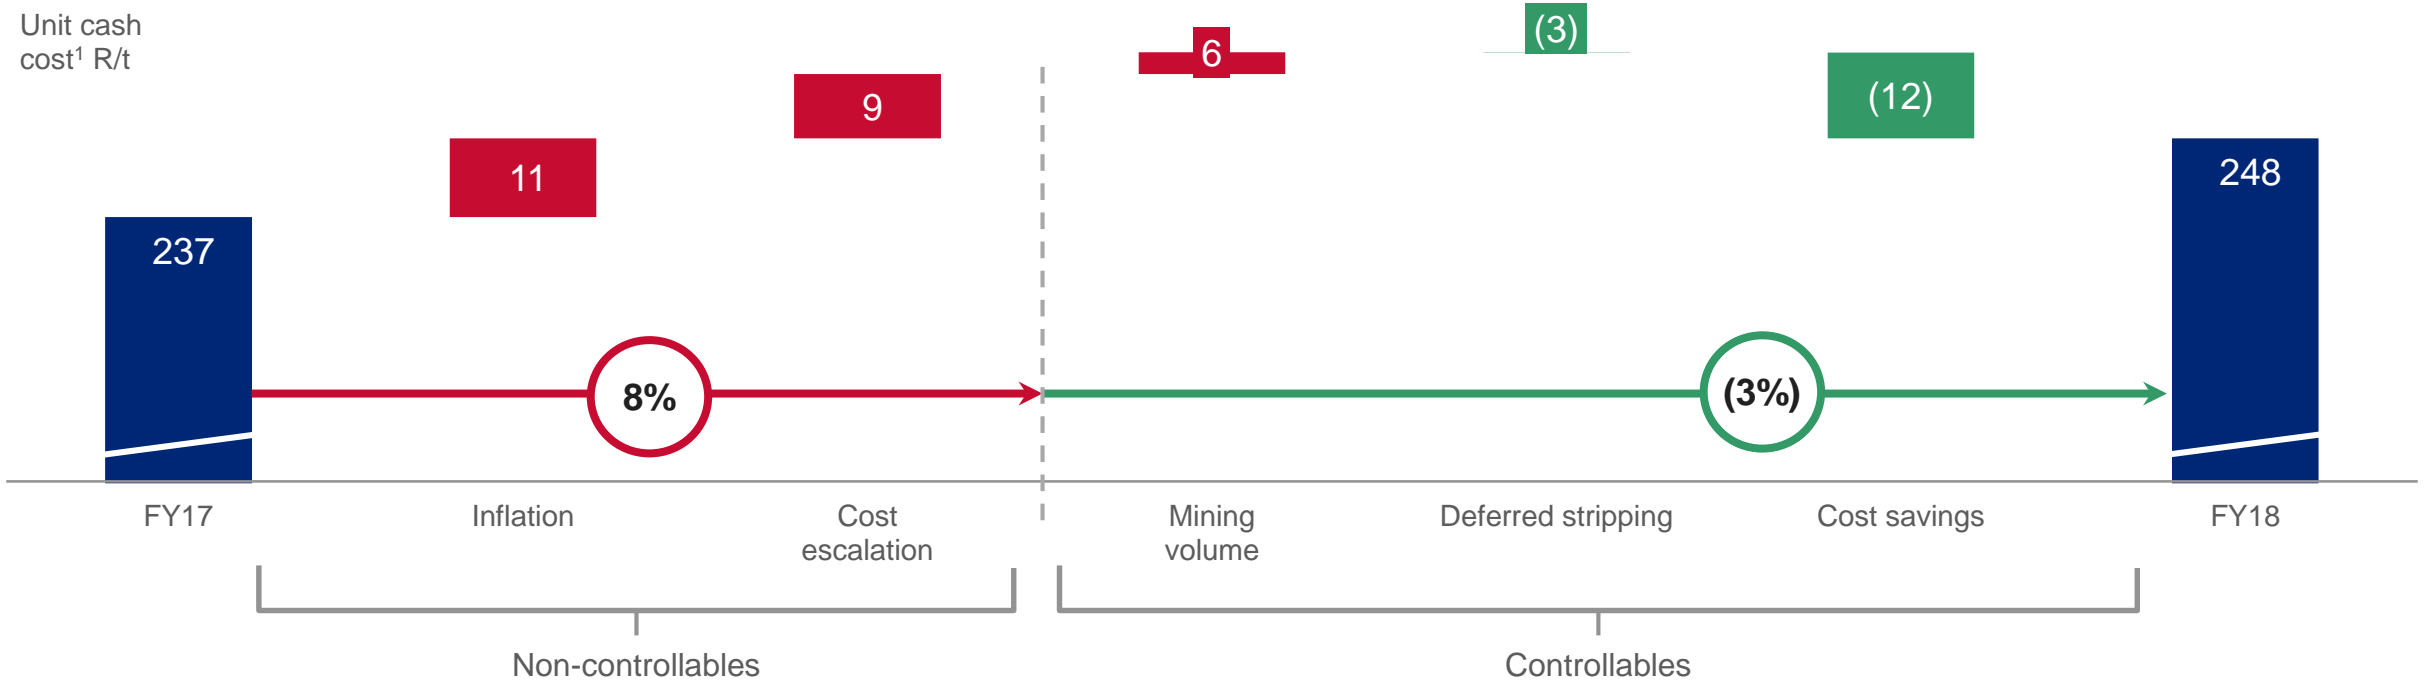 Unit cash
cost¹ R/t
237
11
9
6
(3)
(12)
248
8%
(3%)
FY17
Inflation
Cost
escalation
Mining
volume
Deferred stripping
Cost savings
FY18
Non-controllables
Controllables